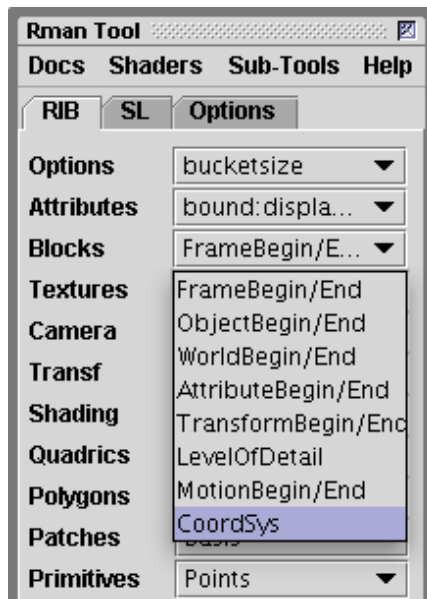 Rman Tool
Docs Shaders Sub-Tools Help
RIB SL Options
Options bucketsize
Attributes bound:displa...
Blocks FrameBegin/E...
Textures FrameBegin/End
Camera ObjectBegin/End
WorldBegin/End
Transf AttributeBegin/End
Shading TransformBegin/End
Quadrics LevelOfDetail
Polygons MotionBegin/End
CoordSys
Patches
Primitives Points